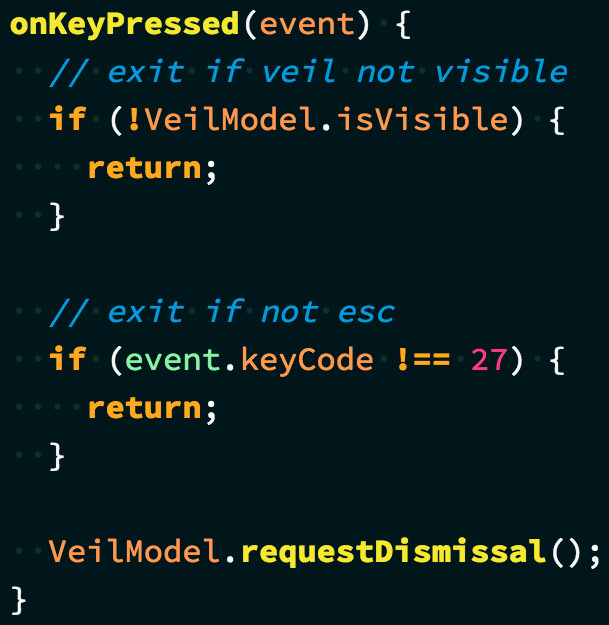 onKeyPressed(event) {
  // exit if veil not visible
  if (!VeilModel.isVisible) {
    return;
  }

  // exit if not esc
  if (event.keyCode !== 27) {
    return;
  }

  VeilModel.requestDismissal();
}